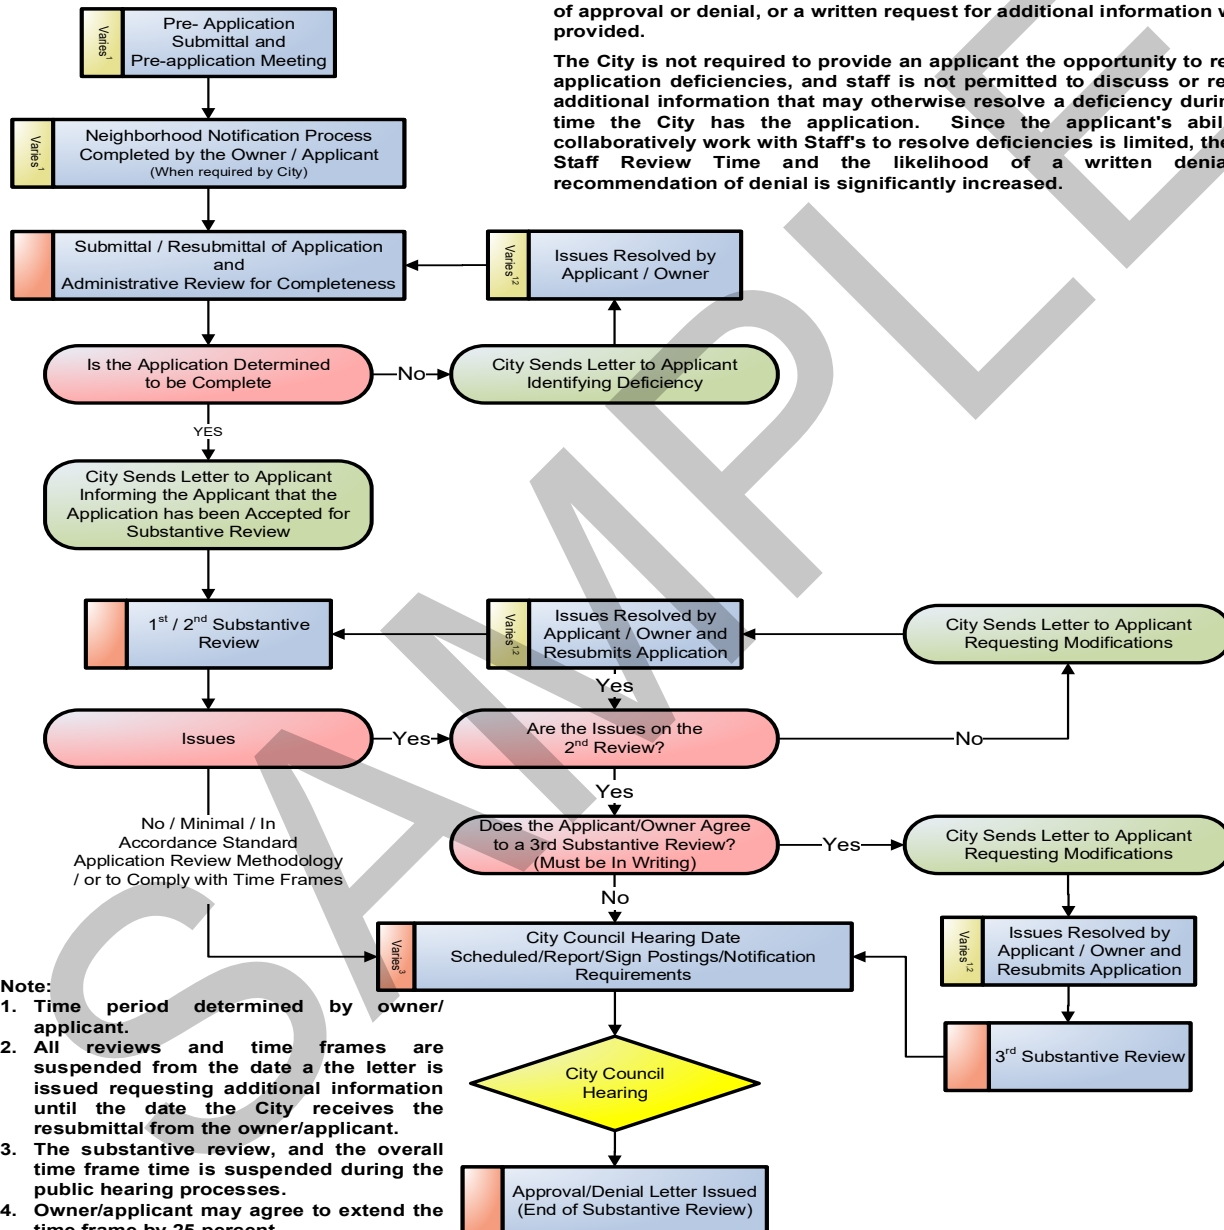 of approval or denial, or a written request for additional information
provided.
The City is not required to provide an applicant the opportunity to
application deficiencies, and staff is not permitted to discuss or
additional information that may otherwise resolve a deficiency
time the City has the application. Since the applicant's
collaboratively work with Staff's to resolve deficiencies is limited,
Staff Review Time and the likelihood of a written
recommendation of denial is significantly increased.
Varies1
Pre- Application
Submittal and
Pre-application Meeting
Varies1
Neighborhood Notification Process
Completed by the Owner / Applicant
(When required by City)
Submittal / Resubmittal of Application
and
Administrative Review for Completeness
Varies1,2
Issues Resolved by
Applicant / Owner
Is the Application Determined
to be Complete
No
City Sends Letter to Applicant
Identifying Deficiency
YES
City Sends Letter to Applicant
Informing the Applicant that the
Application has been Accepted for
Substantive Review
1st / 2nd Substantive
Review
Varies1,2
Issues Resolved by
Applicant / Owner and
Resubmits Application
City Sends Letter to Applicant
Requesting Modifications
Yes
Issues
Yes
Are the Issues on the
2nd Review?
No
Yes
No / Minimal / In
Accordance Standard
Application Review Methodology
/ or to Comply with Time Frames
Does the Applicant/Owner Agree
to a 3rd Substantive Review?
(Must be In Writing)
Yes
City Sends Letter to Applicant
Requesting Modifications
No
Varies3
City Council Hearing Date
Scheduled/Report/Sign Postings/Notification
Requirements
Varies1,2
Issues Resolved by
Applicant / Owner and
Resubmits Application
3rd Substantive Review
City Council
Hearing
Approval/Denial Letter Issued
(End of Substantive Review)
Note:
1. Time period determined by owner/
applicant.
2. All reviews and time frames are
suspended from the date a the letter is
issued requesting additional information
until the date the City receives the
resubmittal from the owner/applicant.
3. The substantive review, and the overall
time frame time is suspended during the
public hearing processes.
4. Owner/applicant may agree to extend the
time frame by 25 percent
SAMPLE